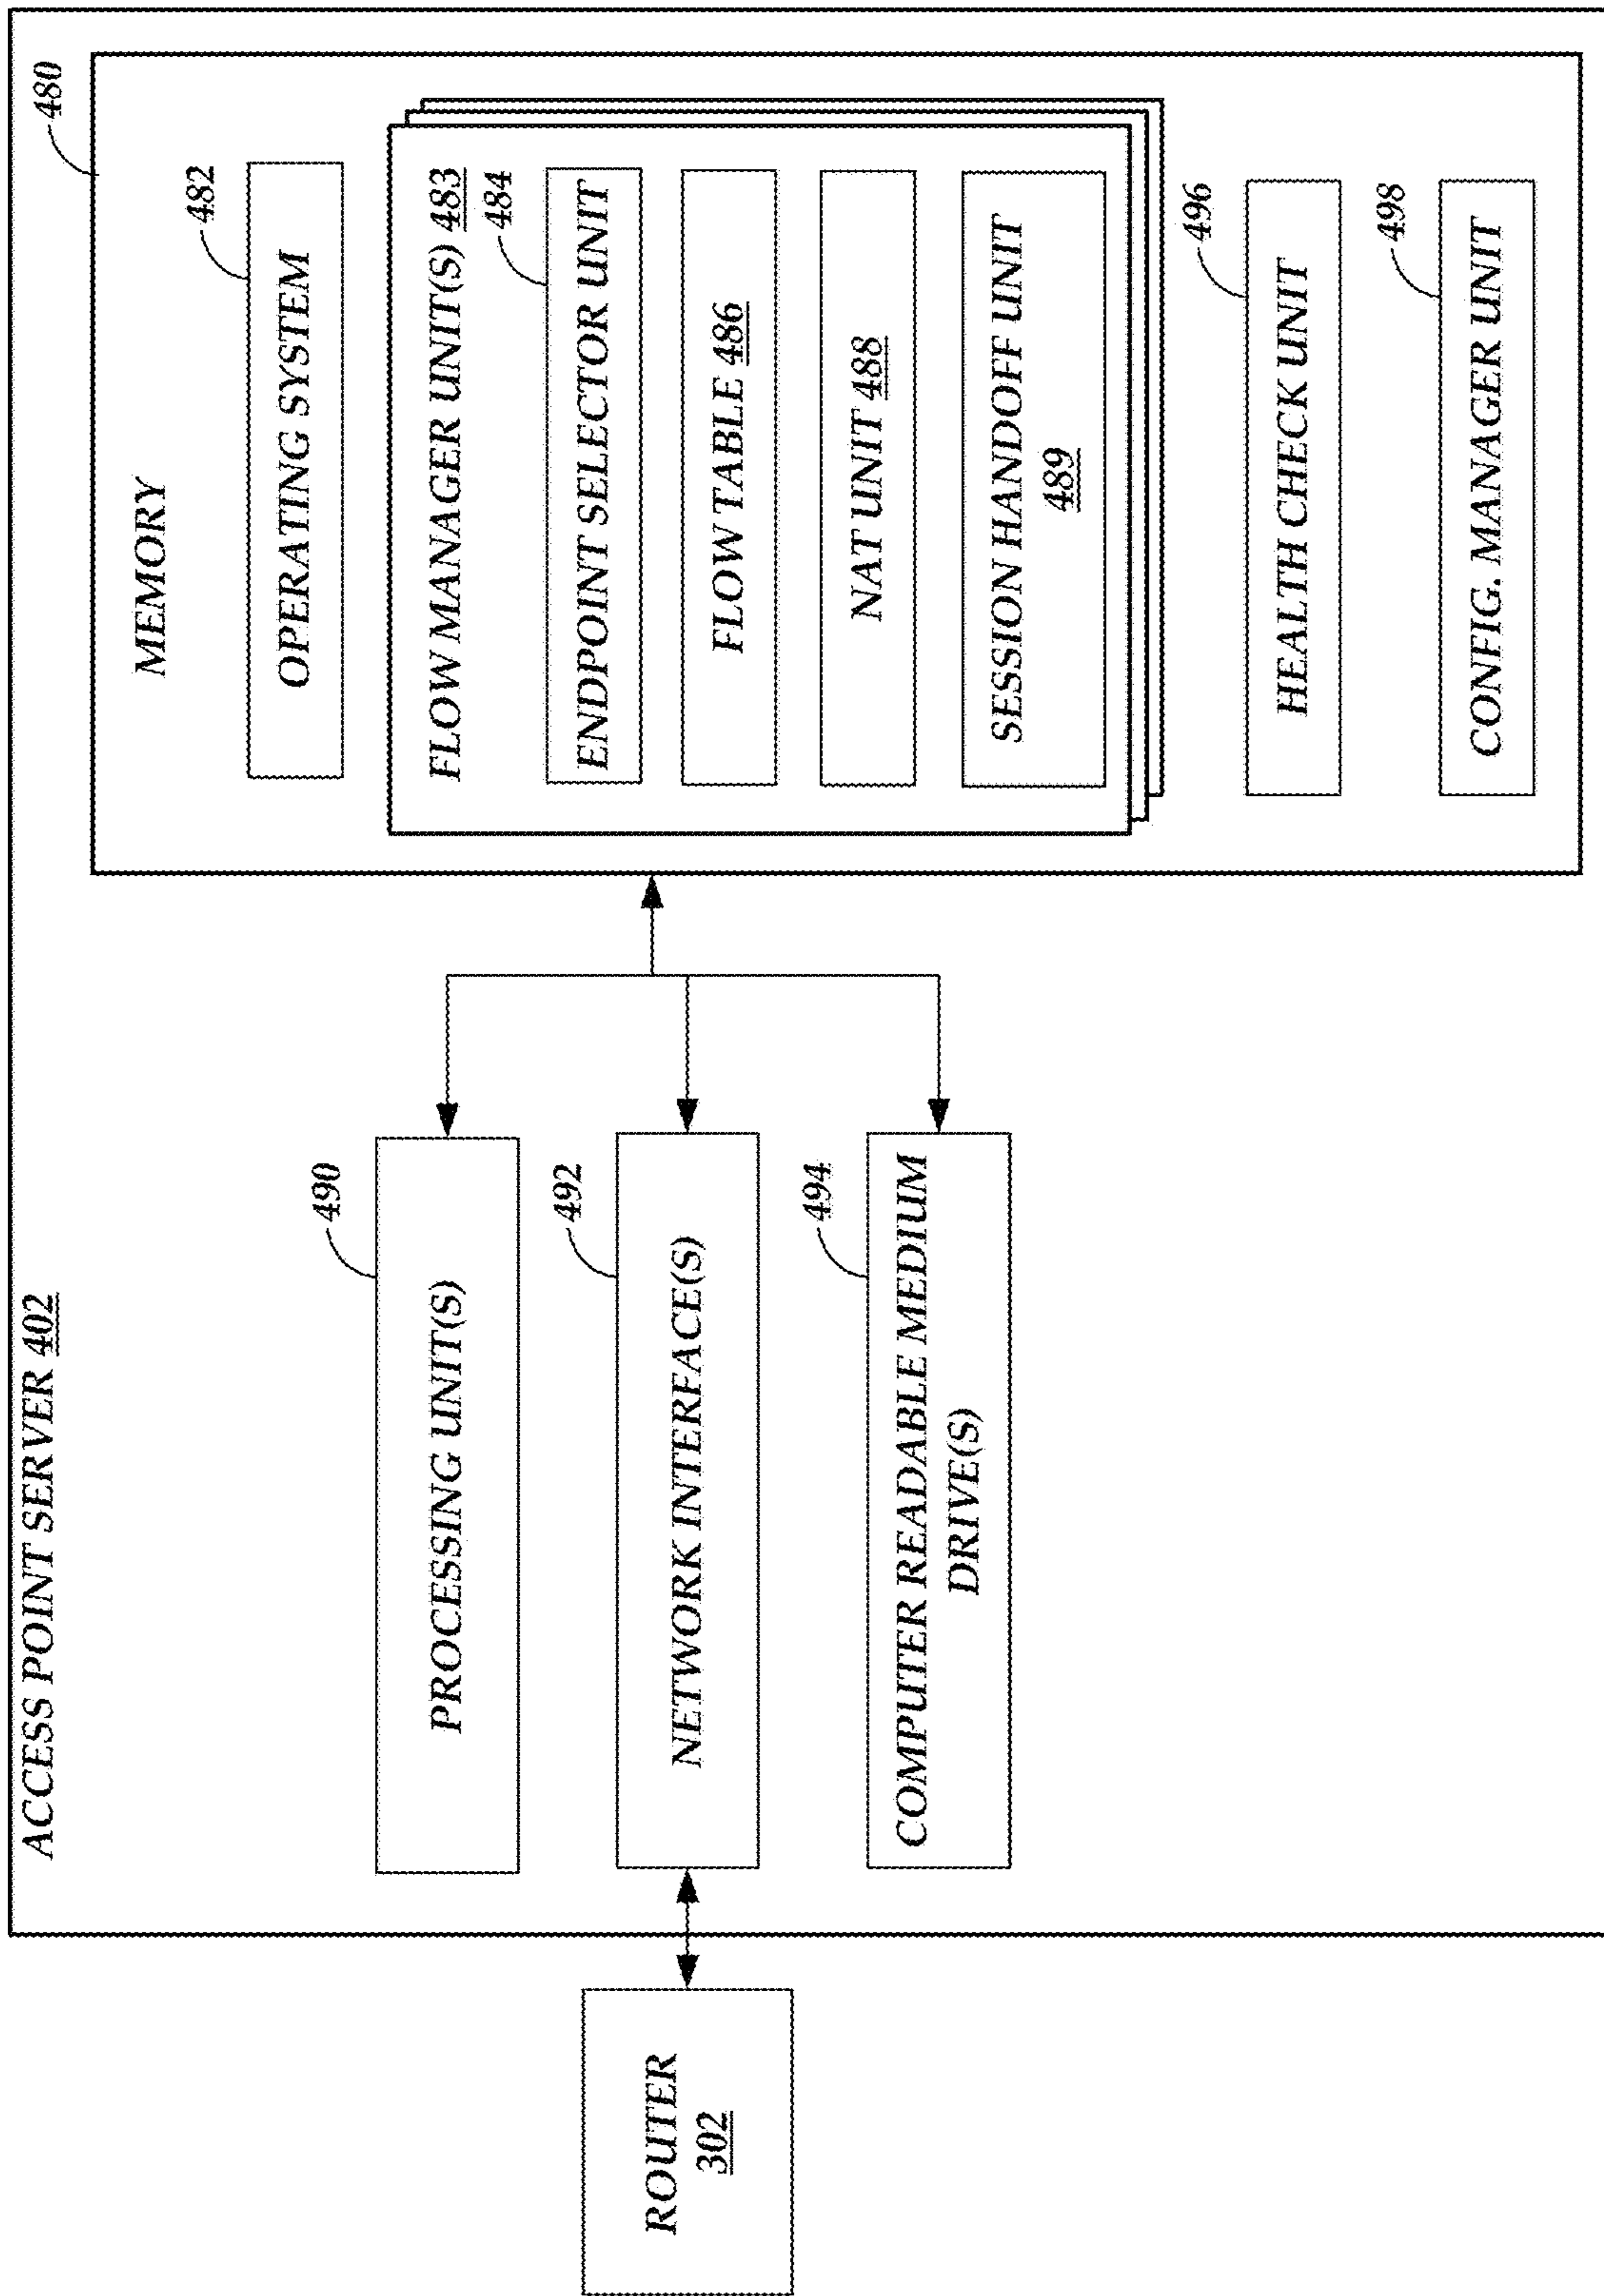 ACCESS POINT SERVER 402
ROUTER
302
490
PROCESSING UNIT(S)
492
NETWORK INTERFACE(S)
494
COMPUTER READABLE MEDIUM
DRIVE(S)
480
MEMORY
482
OPERATING SYSTEM
FLOW MANAGER UNIT(S) 483
484
ENDPOINT SELECTOR UNIT
FLOW TABLE 486
NAT UNIT 488
SESSION HANDOFF UNIT
489
496
HEALTH CHECK UNIT
498
CONFIG. MANAGER UNIT